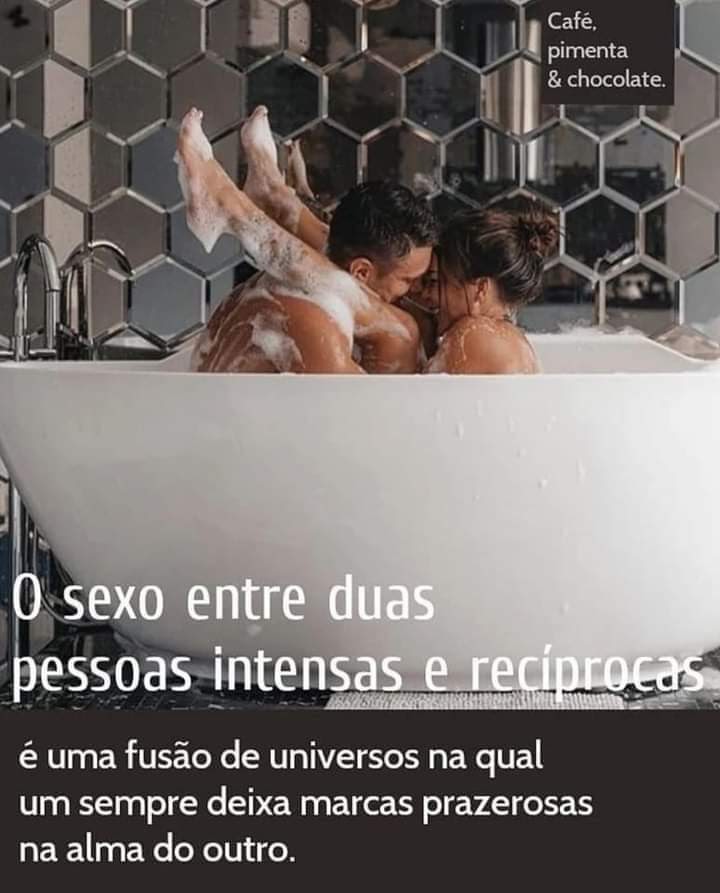 Café,
pimenta
& chocolate.
O sexo entre duas
pessoas intensas e recíprocas
é uma fusão de universos na qual
um sempre deixa marcas prazerosas
na alma do outro.